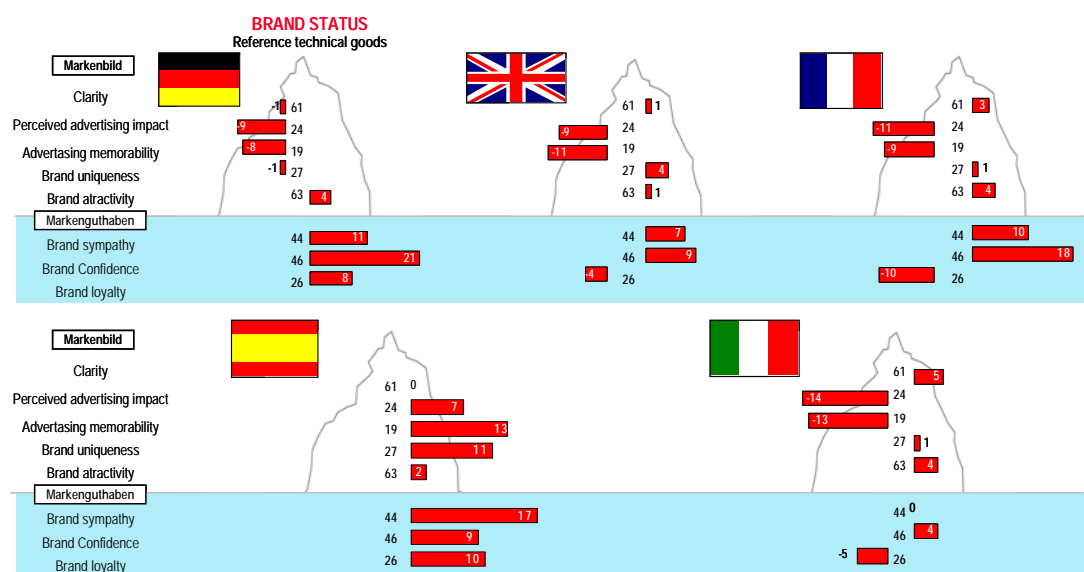 BRAND STATUS
Reference technical goods
Markenbild
Clarity
-1 61
61 1
61 3
Perceived advertising impact
-9 24
-9 24
-11 24
Advertasing memorability
-8 19
-11 19
-9 19
Brand uniqueness
-1 27
27 4
27 1
Brand atractivity
63 4
63 1
63 4
Markenguthaben
Brand sympathy
44 11
44 7
44 10
Brand Confidence
46 21
46 9
46 18
Brand loyalty
26 8
-4 26
-10 26
Markenbild
Clarity
61 0
61 5
Perceived advertising impact
24 7
-14 24
Advertasing memorability
19 13
-13 19
Brand uniqueness
27 11
27 1
Brand atractivity
63 2
63 4
Markenguthaben
Brand sympathy
44 17
44 0
Brand Confidence
46 9
46 4
Brand loyalty
26 10
-5 26